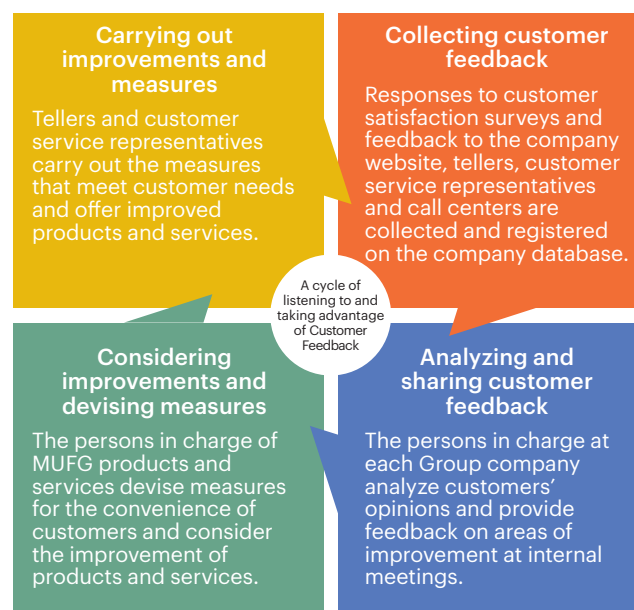 Carrying out
improvements and
measures
Tellers and customer
service representatives
carry out the measures
that meet customer needs
and offer improved
products and services.
Collecting customer
feedback
Responses to customer
satisfaction surveys and
feedback to the company
website, tellers, customer
service representatives
and call centers are
collected and registered
on the company database.
A cycle of
listening to and
taking advantage
of Customer
Feedback
Considering
improvements and
devising measures
The persons in charge of
MUFG products and
services devise measures
for the convenience of
customers and consider
the improvement of
products and services.
Analyzing and
sharing customer
feedback
The persons in charge at
each Group company
analyze customers’
opinions and provide
feedback on areas of
improvement at internal
meetings.